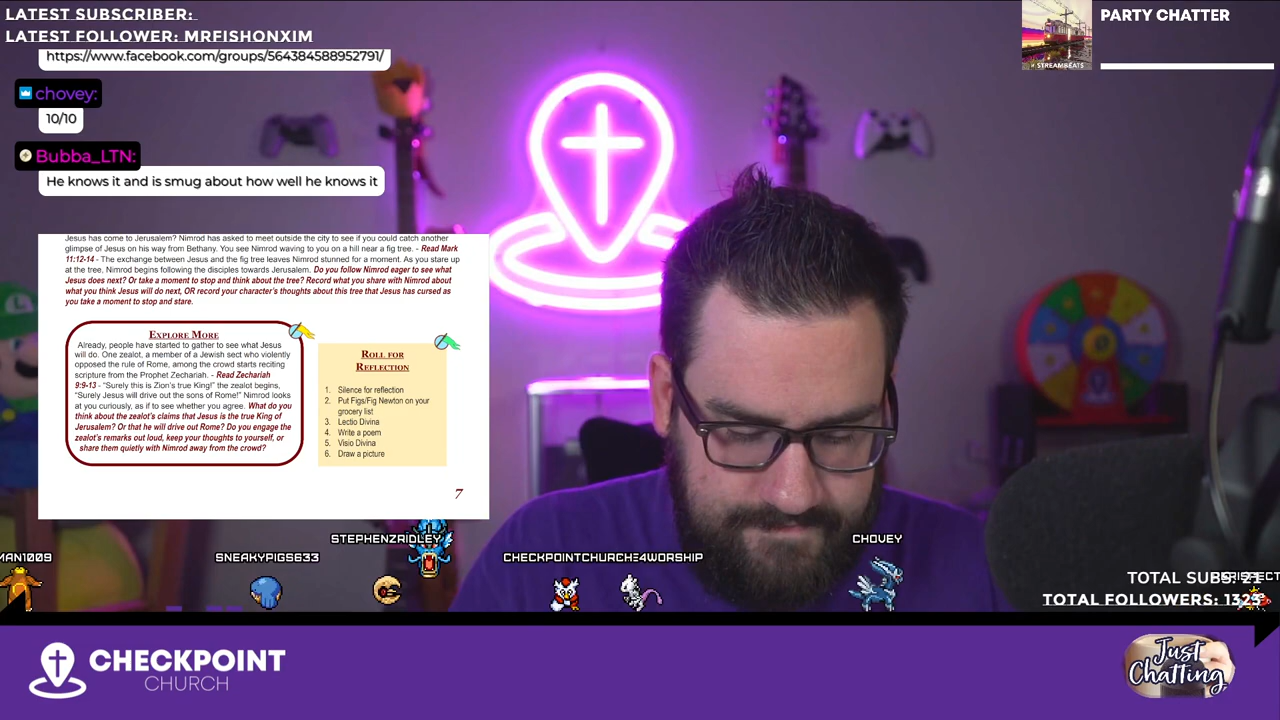 LATEST SUBSCRIBER:
LATEST FOLLOWER: MRFISHONXIM
https://www.facebook.com/groups/564384588952791/
chovey:
10/10
Bubba_LTN:
He knows it and is smug about how well he knows it
STREAMBEATS
PARTY CHATTER
Jesus has come to Jerusalem? Nimrod has asked to meet outside the city to see if you could catch another
glimpse of Jesus on his way from Bethany. You see Nimrod waving to you on a hill near a fig tree. - Read Mark
11:12-14 - The exchange between Jesus and the fig tree leaves Nimrod stunned for a moment. As you stare up
at the tree, Nimrod begins following the disciples towards Jerusalem. Do you follow Nimrod eager to see what
Jesus does next? Or take a moment to stop and think about the tree? Record what you share with Nimrod about
what you think Jesus will do next, OR record your character's thoughts about this tree that Jesus has cursed as
you take a moment to stop and stare.
Explore More
Already, people have started to gather to see what Jesus
will do. One zealot, a member of a Jewish sect who violently
opposed the rule of Rome, among the crowd starts reciting
scripture from the Prophet Zechariah. - Read Zechariah
9:9-13 - "Surely this is Zion's true King!" the zealot begins,
"Surely Jesus will drive out the sons of Rome!" Nimrod looks
at you curiously, as if to see whether you agree. What do you
think about the zealot's claims that Jesus is the true King of
Jerusalem? Or that he will drive out Rome? Do you engage the
zealot's remarks out loud, keep your thoughts to yourself, or
share them quietly with Nimrod away from the crowd?
Roll for
Reflection
1. Silence for reflection
2. Put Figs/Fig Newton on your
grocery list
3. Lectio Divina
4. Write a poem
5. Visio Divina
6. Draw a picture
7
MAN1009
SNEAKYPIGS633
STEPHENZRIDLEY
CHECKPOINTCHURCH
4WORSHIP
CHOVEY
TOTAL SUBS: 21
TOTAL FOLLOWERS: 1323
CHECKPOINT
CHURCH
Just
Chatting